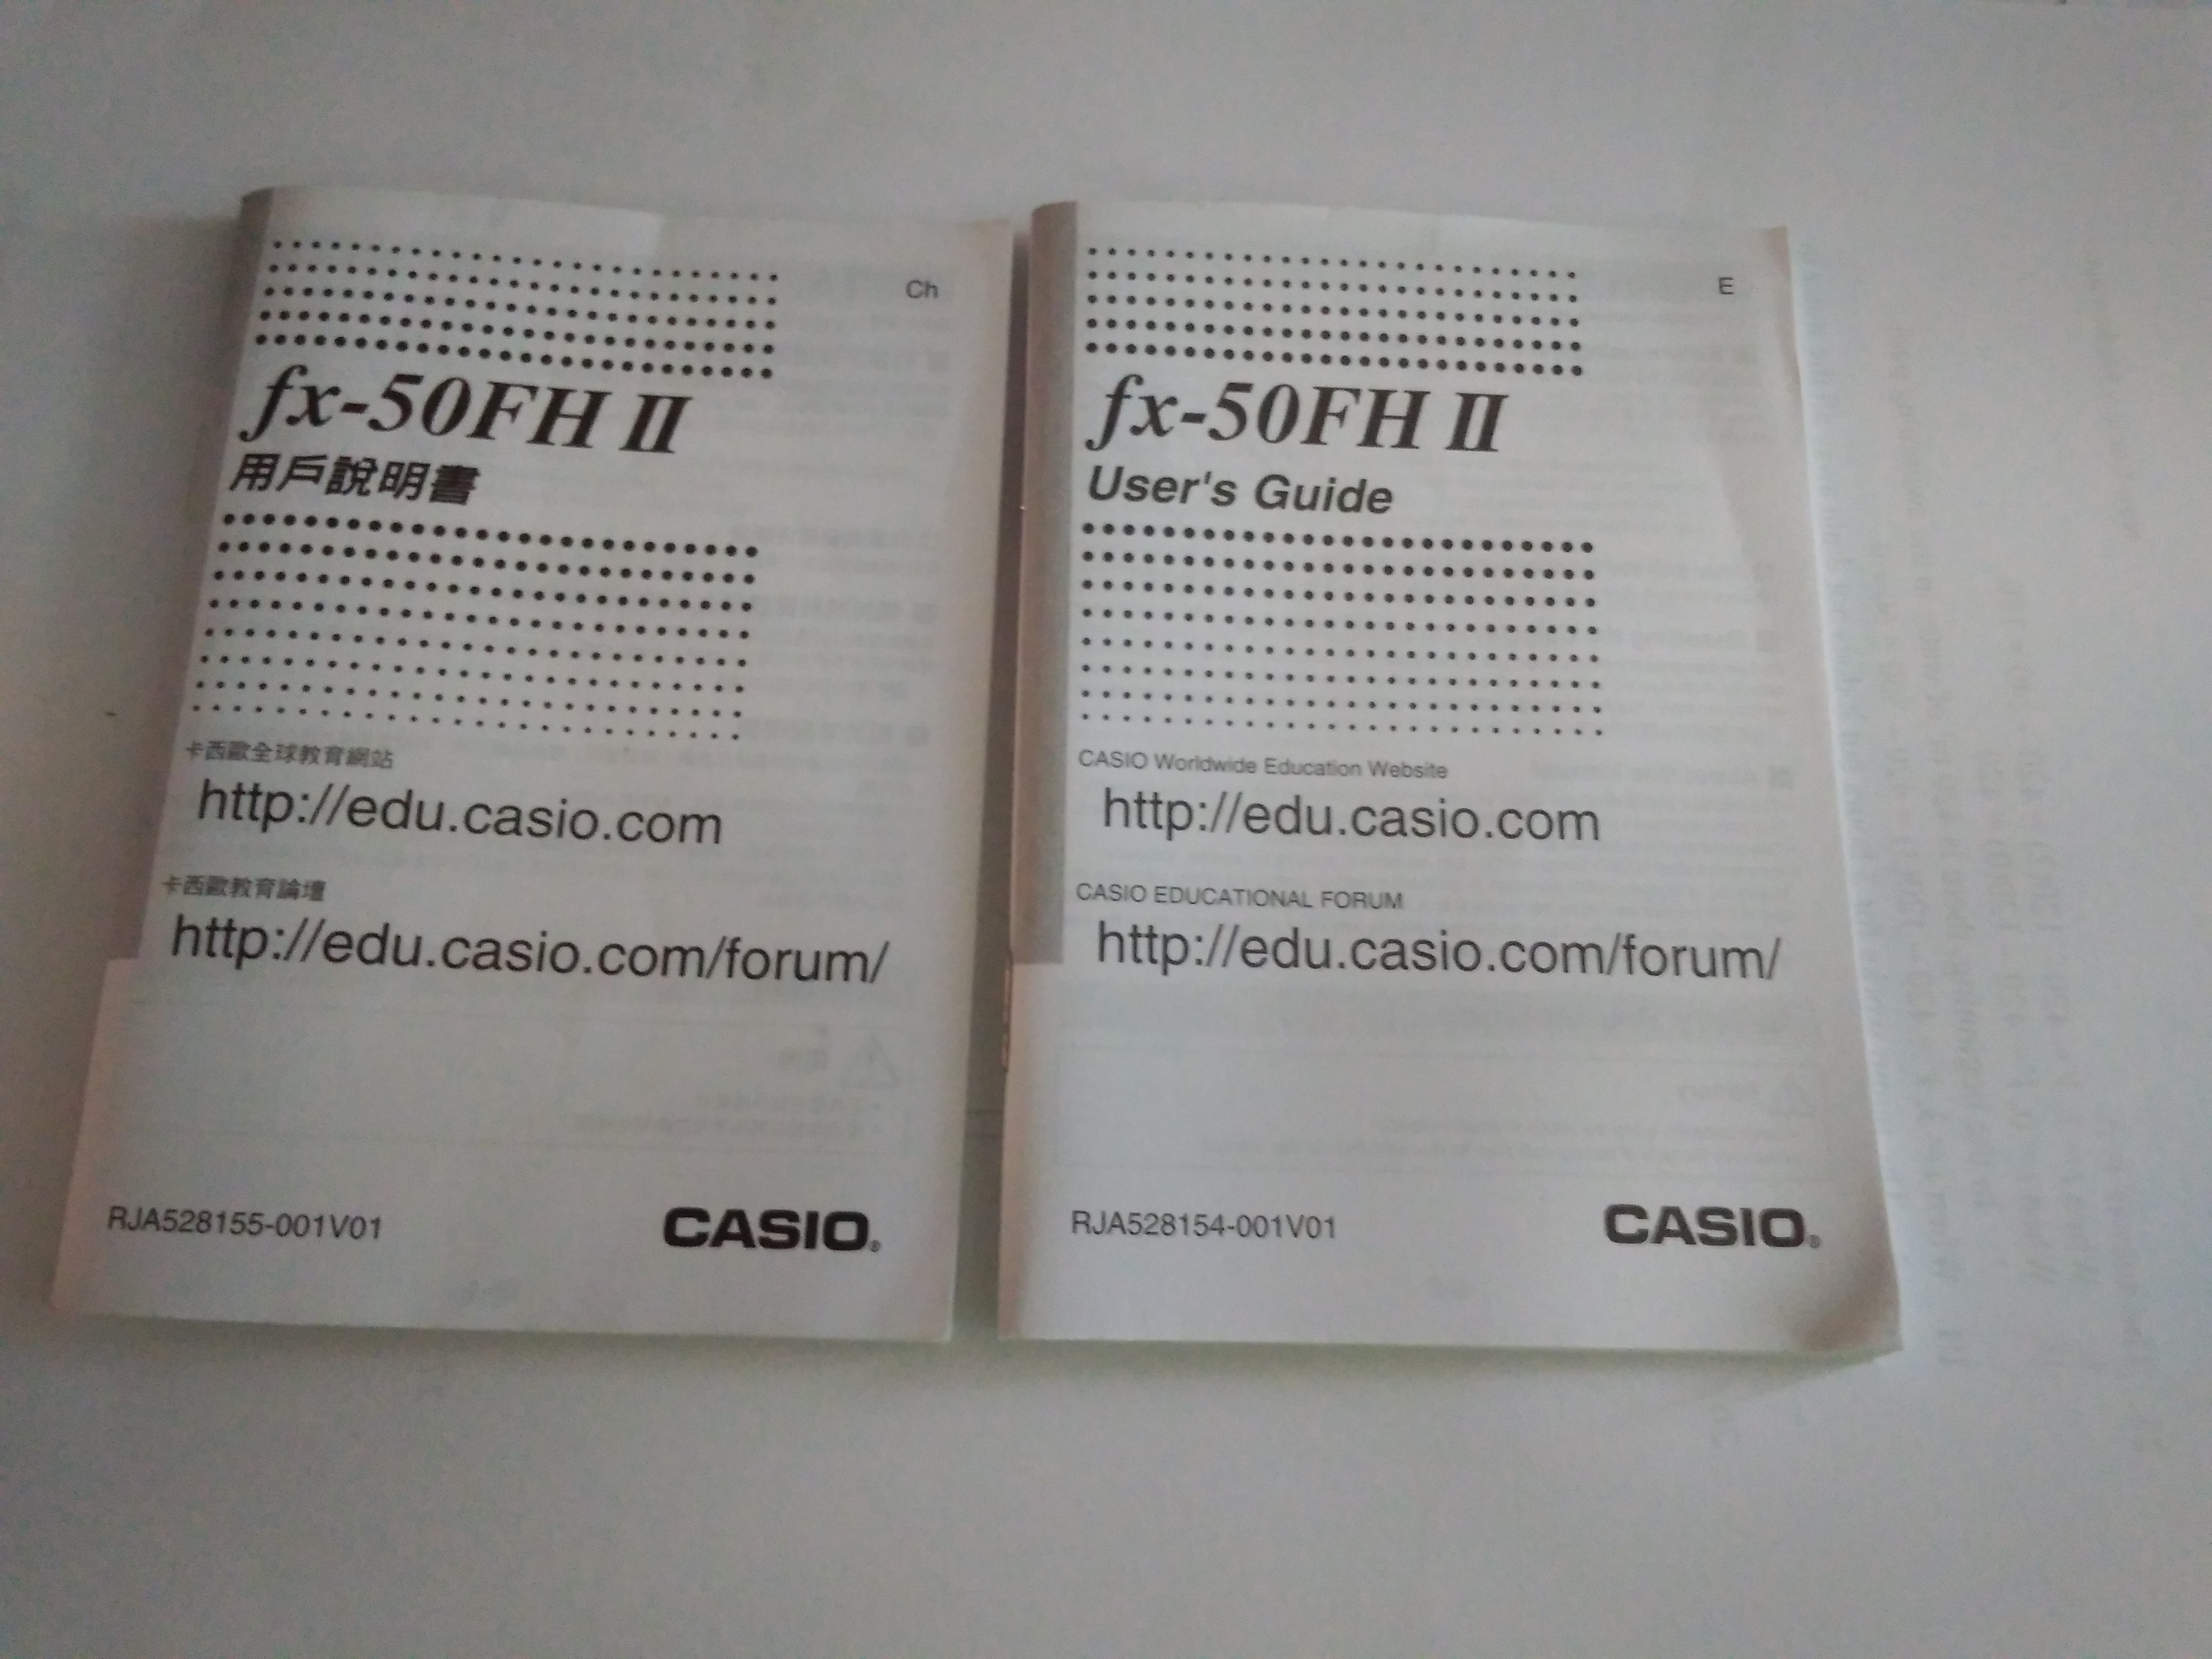 Ch
fx-50FH II
用戶說明書
卡西歐全球教育網站
http://edu.casio.com
卡西歐教育論壇
http://edu.casio.com/forum/
RJA528155-001V01
CASIO®
E
fx-50FH II
User's Guide
CASIO Worldwide Education Website
http://edu.casio.com
CASIO EDUCATIONAL FORUM
http://edu.casio.com/forum/
RJA528154-001V01
CASIO®